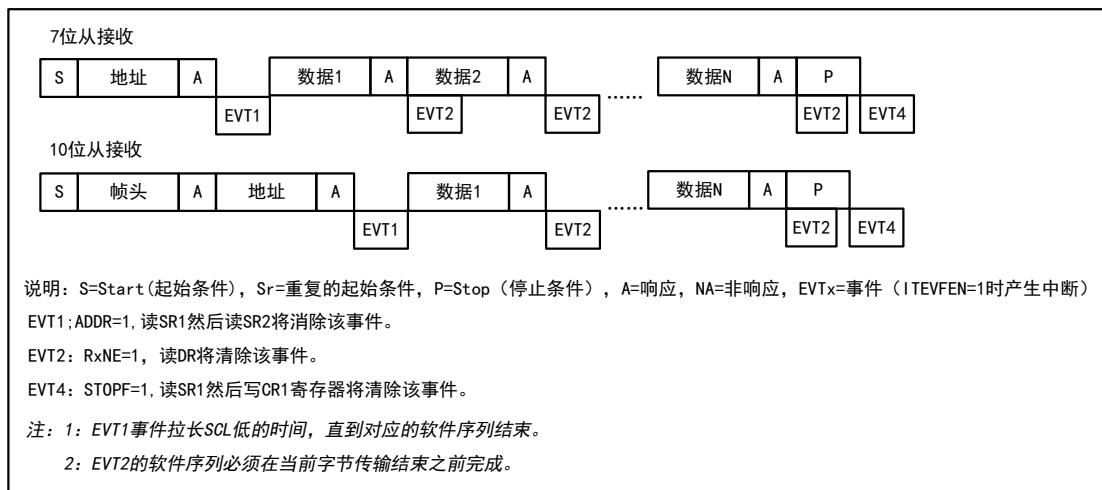 7位从接收
S 地址 A 数据1 A 数据2 A 数据N A P
EVT1 EVT2 EVT2 …… EVT2 EVT4
10位从接收
S 帧头 A 地址 A 数据1 A 数据N A P
EVT1 EVT2 …… EVT2 EVT4
说明：S=Start(起始条件)，Sr=重复的起始条件，P=Stop（停止条件），A=响应，NA=非响应，EVTx=事件（ITEVFEN=1时产生中断）
EVT1;ADDR=1,读SR1然后读SR2将消除该事件。
EVT2：RxNE=1，读DR将清除该事件。
EVT4：STOPF=1,读SR1然后写CR1寄存器将清除该事件。
注：1：EVT1事件拉长SCL低的时间，直到对应的软件序列结束。
2：EVT2的软件序列必须在当前字节传输结束之前完成。